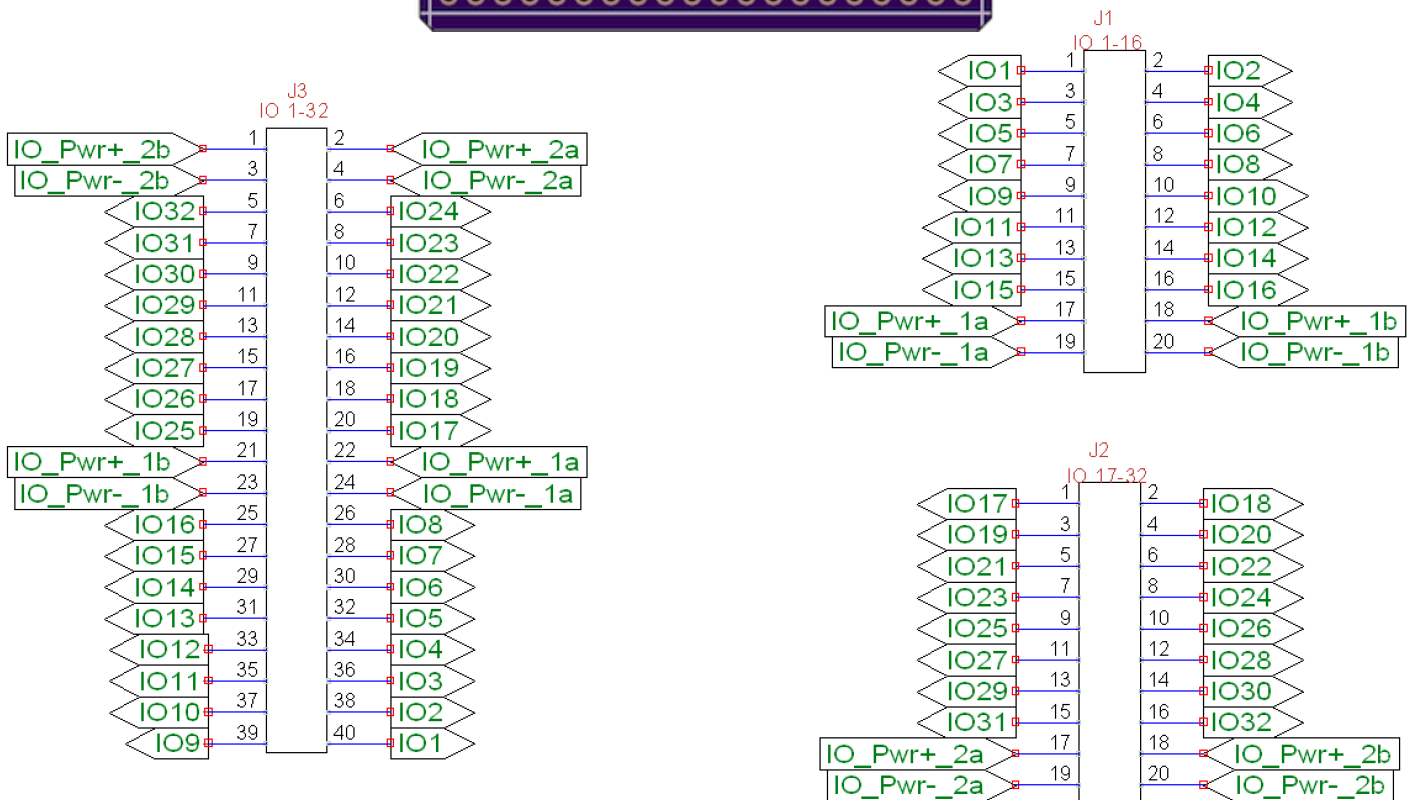 J3
IO 1-32
IO_Pwr+_2b 1 2 IO_Pwr+_2a
IO_Pwr-_2b 3 4 IO_Pwr-_2a
IO32 5 6 IO24
IO31 7 8 IO23
IO30 9 10 IO22
IO29 11 12 IO21
IO28 13 14 IO20
IO27 15 16 IO19
IO26 17 18 IO18
IO25 19 20 IO17
IO_Pwr+_1b 21 22 IO_Pwr+_1a
IO_Pwr-_1b 23 24 IO_Pwr-_1a
IO16 25 26 IO8
IO15 27 28 IO7
IO14 29 30 IO6
IO13 31 32 IO5
IO12 33 34 IO4
IO11 35 36 IO3
IO10 37 38 IO2
IO9 39 40 IO1
J1
IO 1-16
IO1 1 2 IO2
IO3 3 4 IO4
IO5 5 6 IO6
IO7 7 8 IO8
IO9 9 10 IO10
IO11 11 12 IO12
IO13 13 14 IO14
IO15 15 16 IO16
IO_Pwr+_1a 17 18 IO_Pwr+_1b
IO_Pwr-_1a 19 20 IO_Pwr-_1b
J2
IO 17-32
IO17 1 2 IO18
IO19 3 4 IO20
IO21 5 6 IO22
IO23 7 8 IO24
IO25 9 10 IO26
IO27 11 12 IO28
IO29 13 14 IO30
IO31 15 16 IO32
IO_Pwr+_2a 17 18 IO_Pwr+_2b
IO_Pwr-_2a 19 20 IO_Pwr-_2b